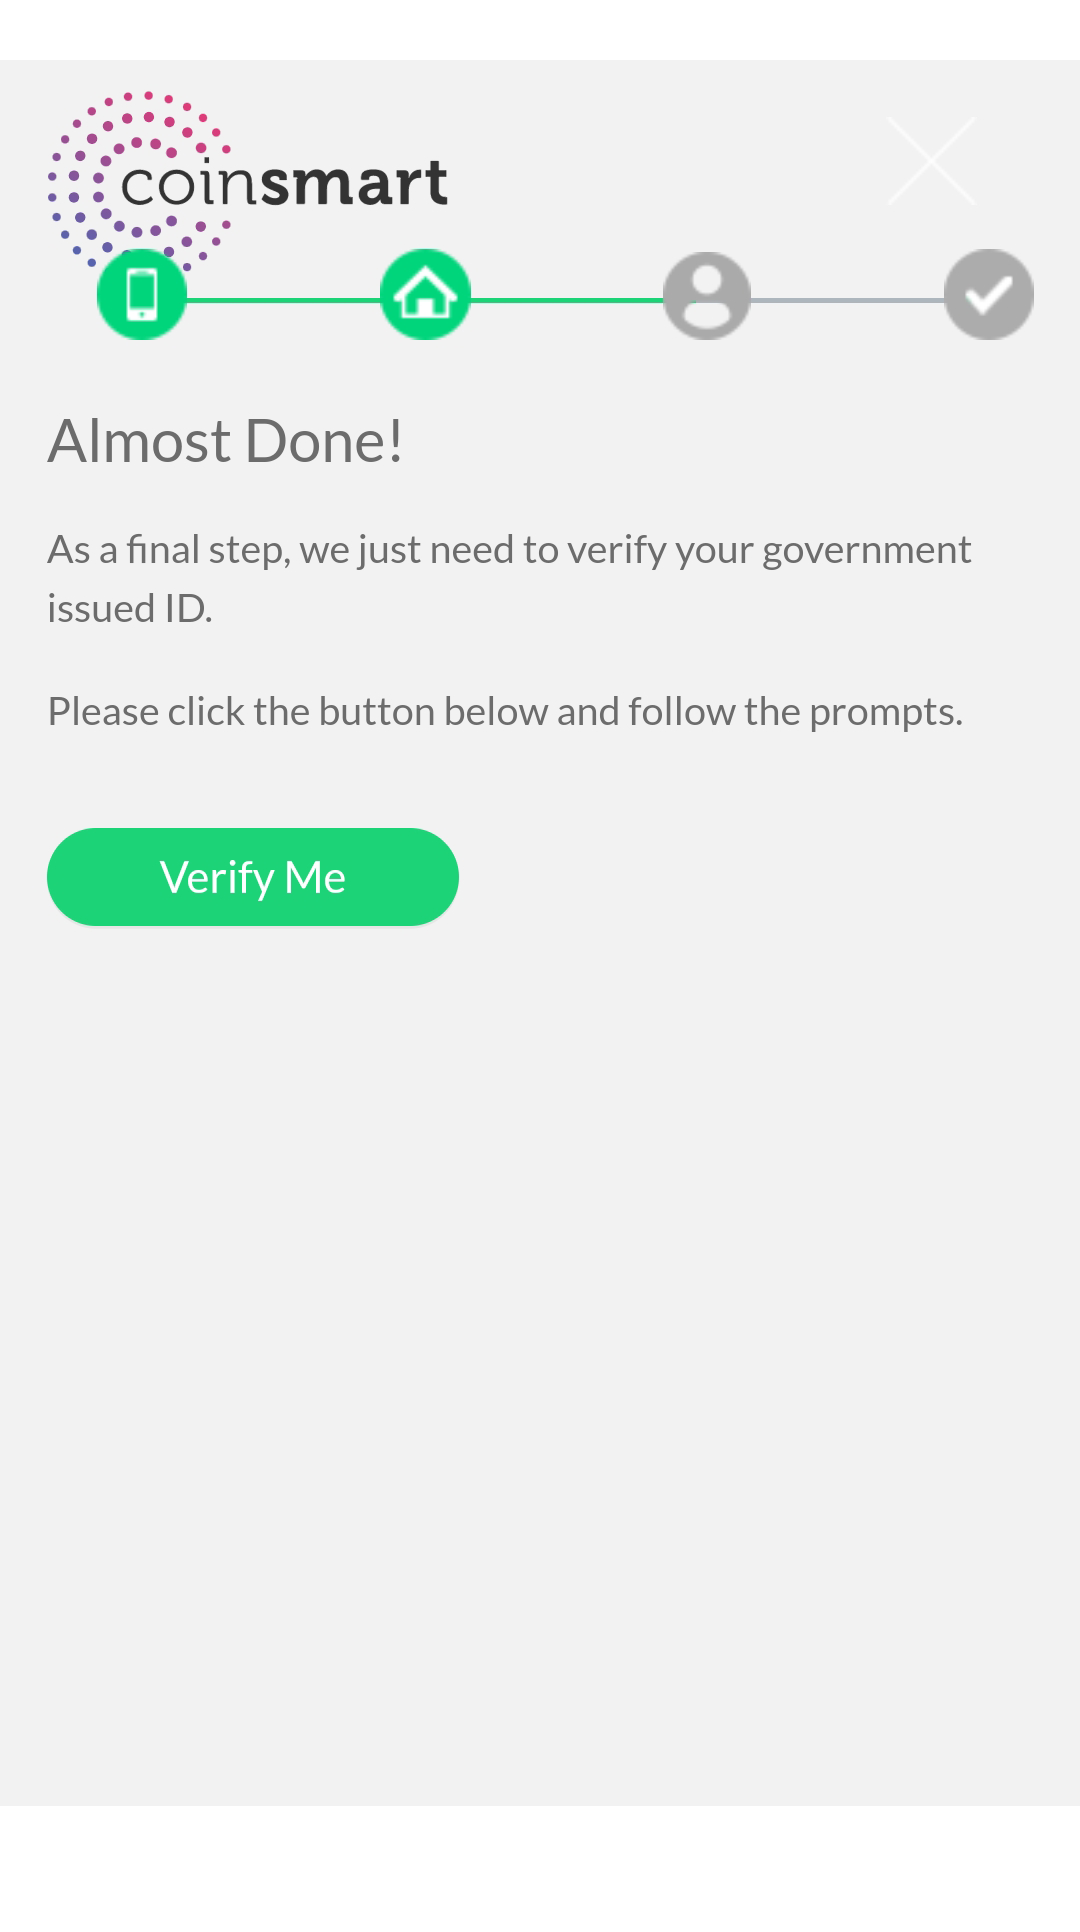 coinsmart
Almost Done!
As a final step, we just need to verify your government
issued ID.
Please click the button below and follow the prompts.
Verify Me